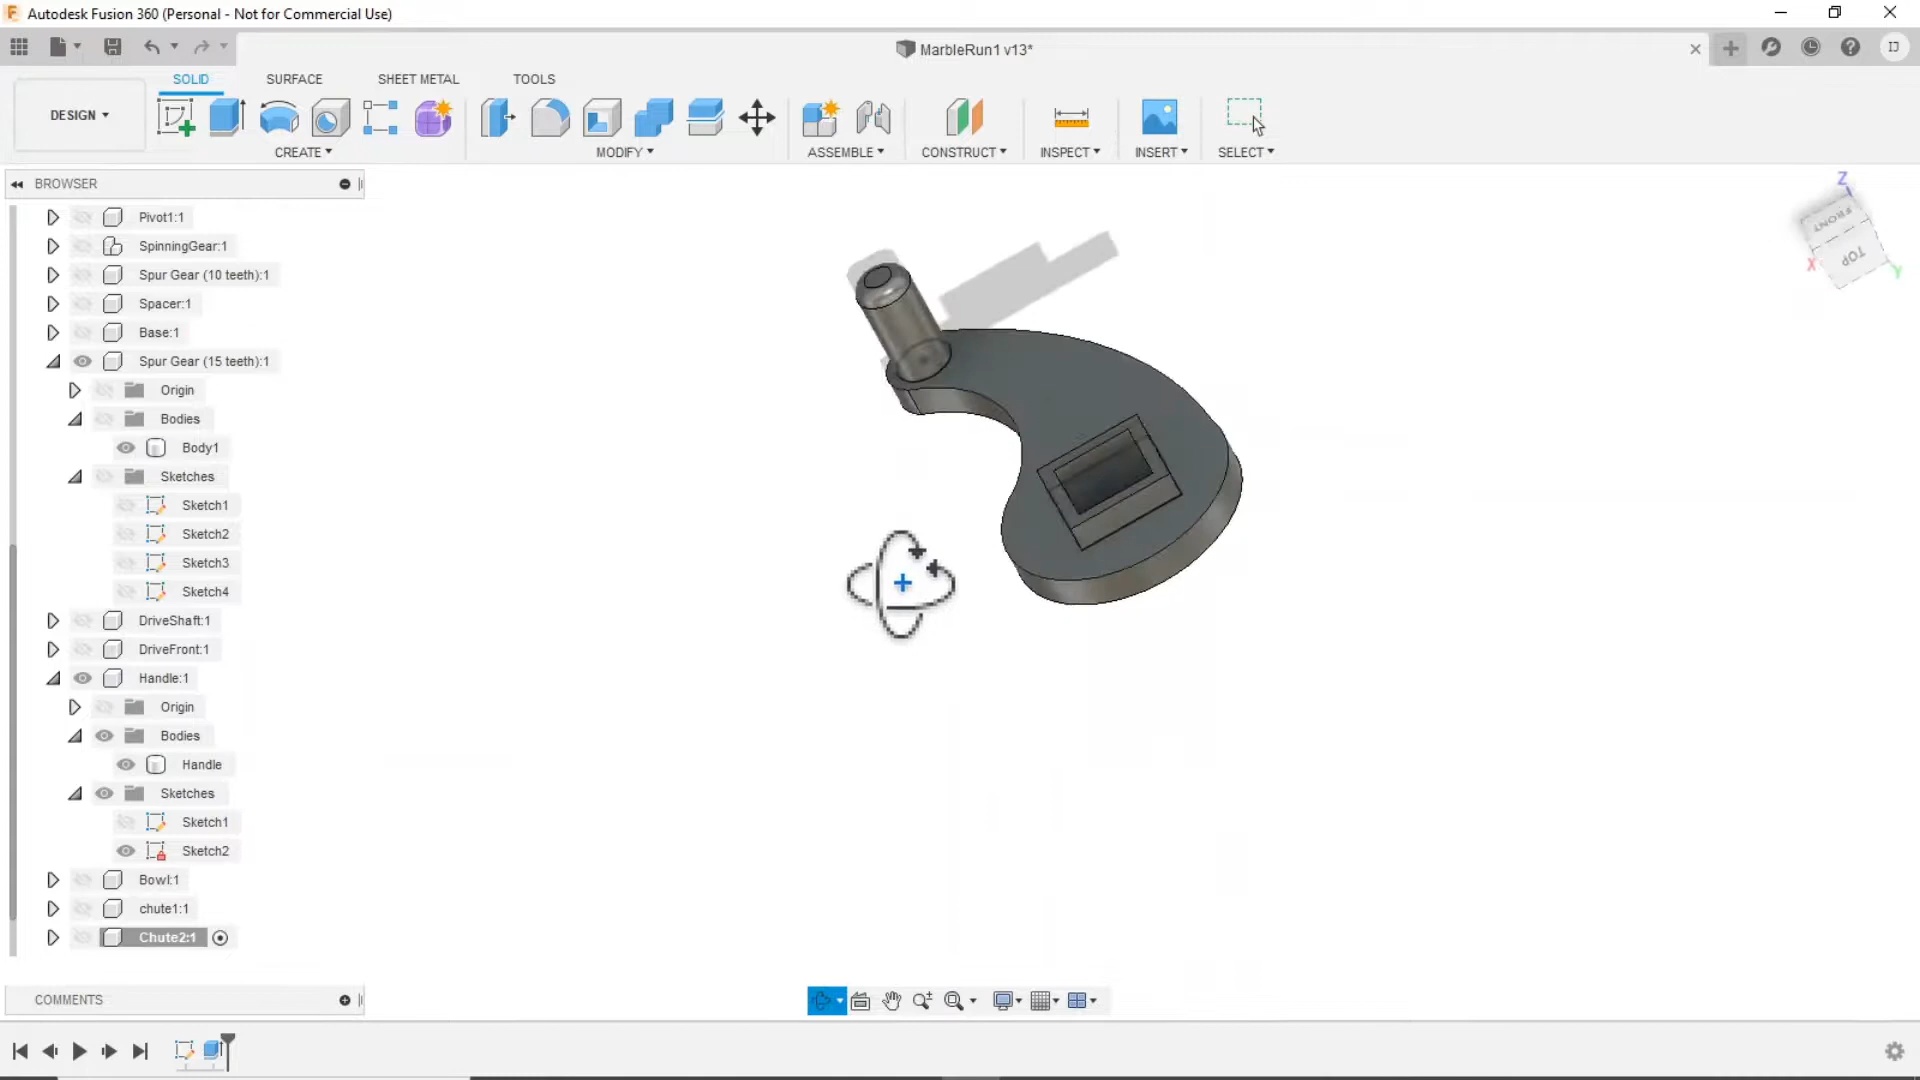 F Autodesk Fusion 360 (Personal - Not for Commercial Use)
MarbleRun1 v13*
IJ
SOLID SURFACE SHEET METAL TOOLS
DESIGN
CREATE MODIFY ASSEMBLE CONSTRUCT INSPECT INSERT SELECT
BROWSER
Pivot1:1
SpinningGear:1
Spur Gear (10 teeth):1
Spacer:1
Base:1
Spur Gear (15 teeth):1
Origin
Bodies
Body1
Sketches
Sketch1
Sketch2
Sketch3
Sketch4
DriveShaft:1
DriveFront:1
Handle:1
Origin
Bodies
Handle
Sketches
Sketch1
Sketch2
Bowl:1
chute1:1
Chute2:1
Z
FRONT
TOP
X
Y
COMMENTS